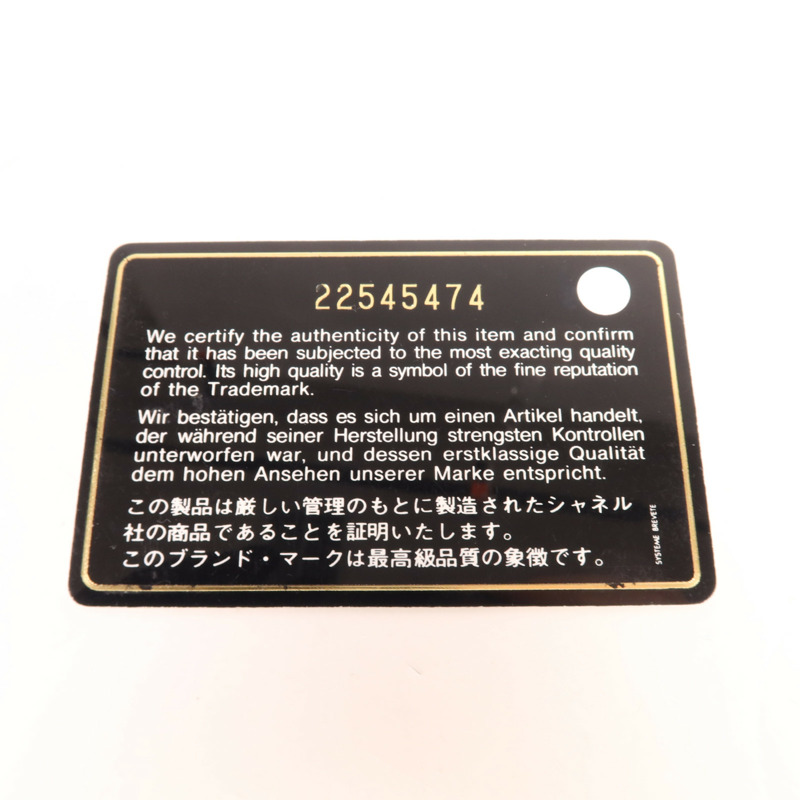 22545474
We certify the authenticity of this item and confirm
that it has been subjected to the most exacting quality
control. Its high quality is a symbol of the fine reputation
of the Trademark.
Wir bestätigen, dass es sich um einen Artikel handelt,
der während seiner Herstellung strengsten Kontrollen
unterworfen war, und dessen erstklassige Qualität
dem hohen Ansehen unserer Marke entspricht.
この製品は厳しい管理のもとに製造されたシャネル
社の商品であることを証明いたします。
このブランド・マークは最高級品質の象徴です。
SYSTEME BREVETE